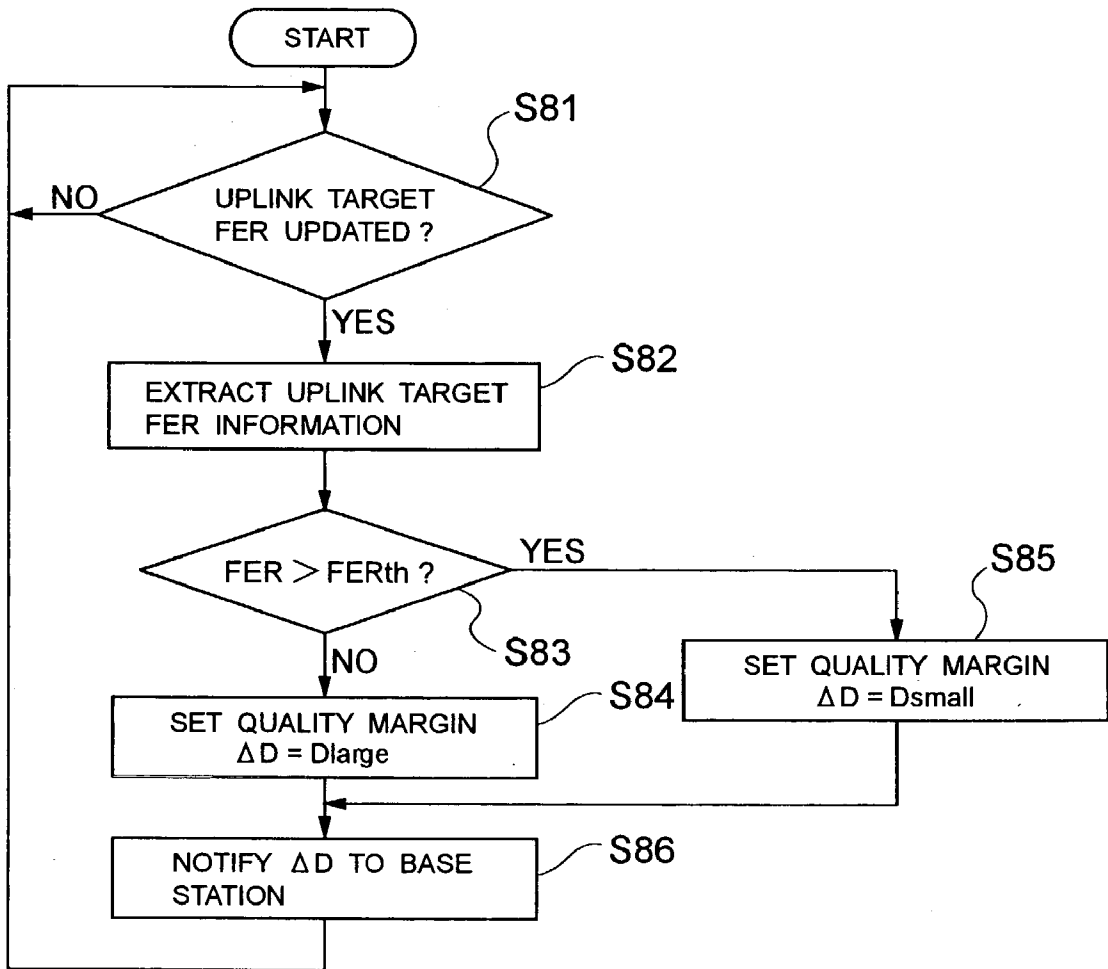 START
S81
NO
UPLINK TARGET
FER UPDATED ?
YES
S82
EXTRACT UPLINK TARGET
FER INFORMATION
FER > FERth ?
YES
S83
S85
NO
SET QUALITY MARGIN
ΔD = Dsmall
S84
SET QUALITY MARGIN
ΔD = Dlarge
S86
NOTIFY ΔD TO BASE
STATION